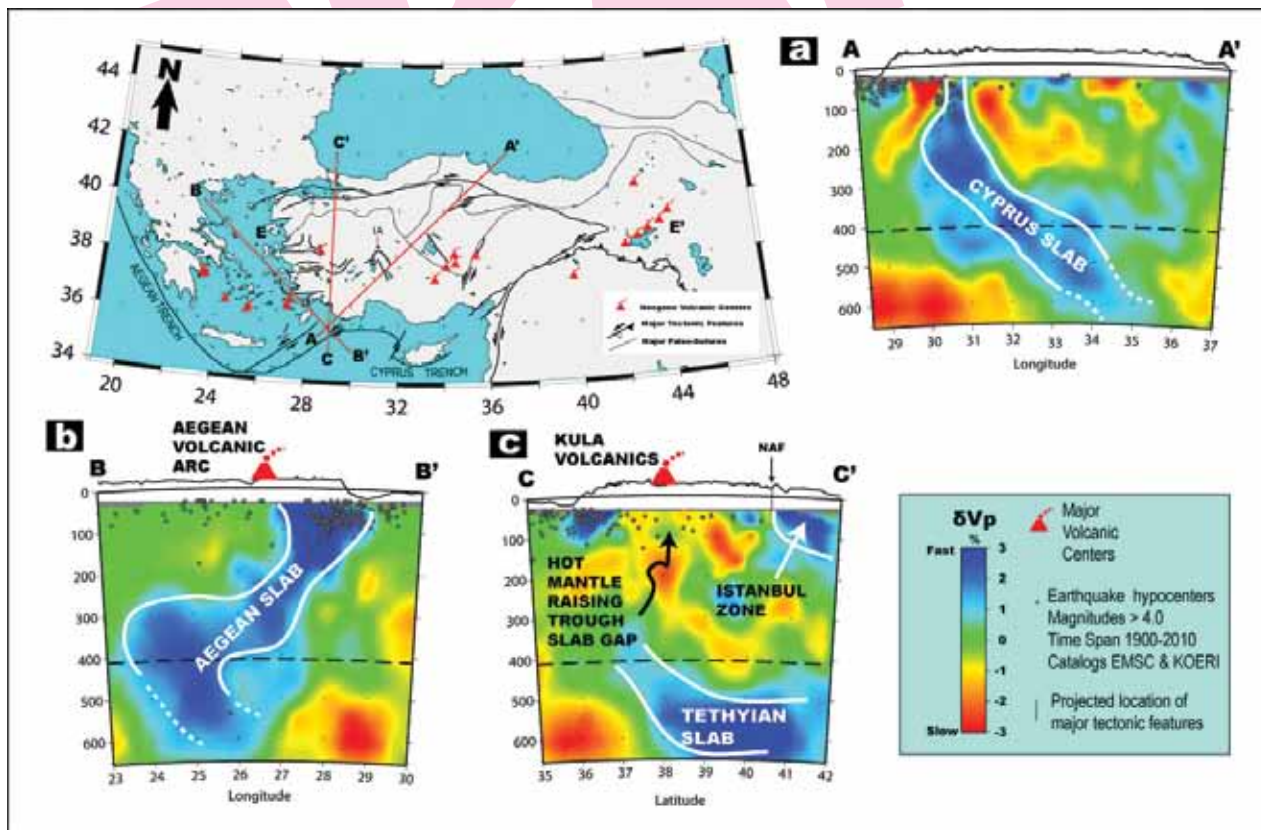 N
44
42
40
38
36
34
20
24
28
32
36
40
44
48
C'
A'
B
E
IA
E'
A
C
B'
AEGEAN TRENCH
CYPRUS TRENCH
Neogene Volcanic Centers
Major Tectonic Features
Major Paleosutures
a
A
A'
0
100
200
300
400
500
600
CYPRUS SLAB
29
30
31
32
33
34
35
36
37
Longitude
b
AEGEAN
VOLCANIC
ARC
B
B'
0
100
200
300
400
500
600
AEGEAN SLAB
23
24
25
26
27
28
29
30
Longitude
c
KULA
VOLCANICS
NAF
C
C'
0
100
200
300
400
500
600
HOT
MANTLE
RAISING
TROUGH
SLAB GAP
ISTANBUL
ZONE
TETHYIAN
SLAB
35
36
37
38
39
40
41
42
Latitude
δVp
%
Fast
3
2
1
0
-1
-2
-3
Slow
Major
Volcanic
Centers
Earthquake hypocenters
Magnitudes > 4.0
Time Span 1900-2010
Catalogs EMSC & KOERI
Projected location of
major tectonic features